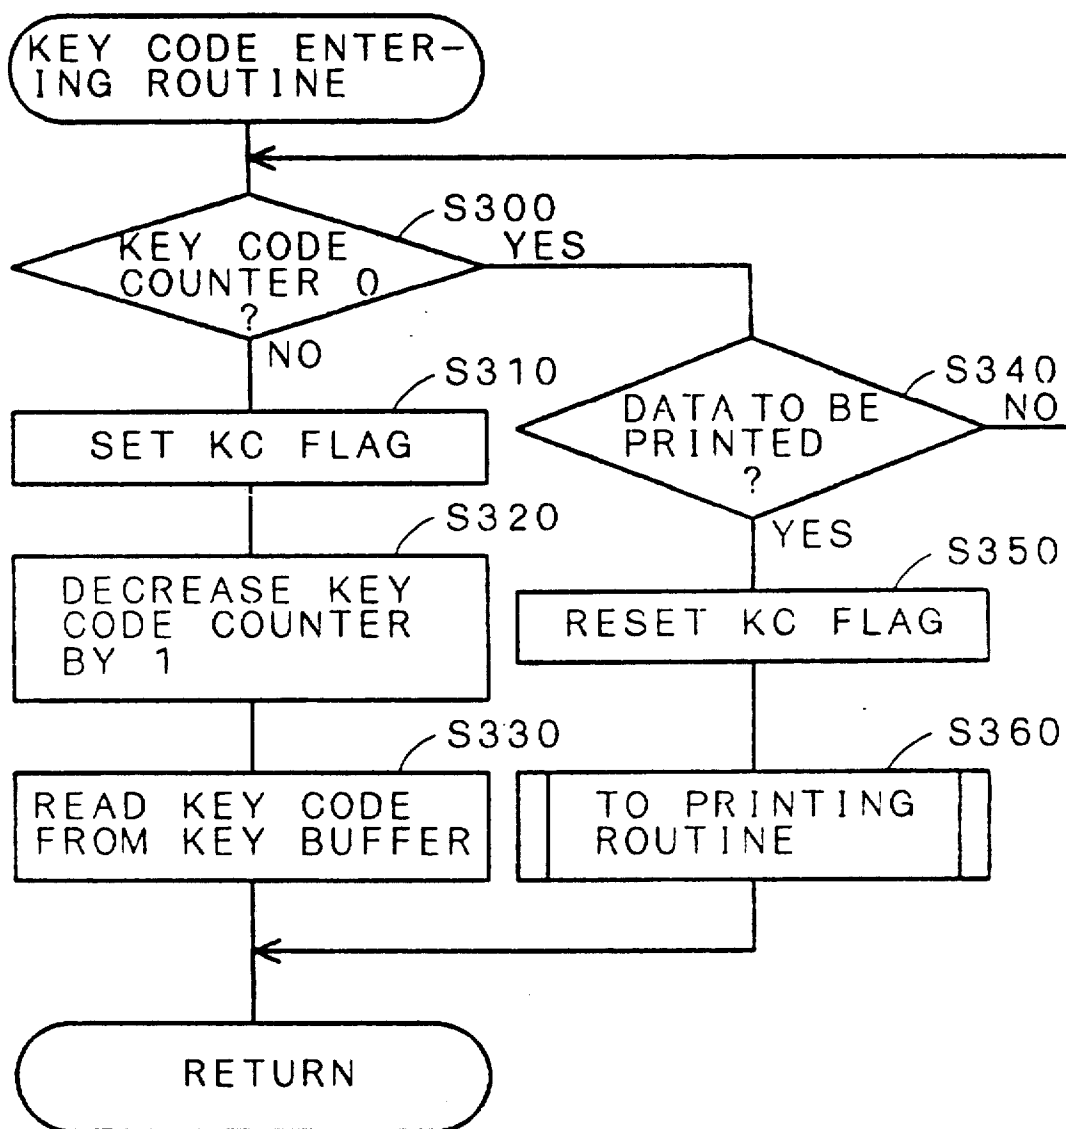 KEY CODE ENTER-
ING ROUTINE
S300
KEY CODE
COUNTER 0
?
YES
NO
S310
SET KC FLAG
S320
DECREASE KEY
CODE COUNTER
BY 1
S330
READ KEY CODE
FROM KEY BUFFER
S340
DATA TO BE
PRINTED
?
NO
YES
S350
RESET KC FLAG
S360
TO PRINTING
ROUTINE
RETURN